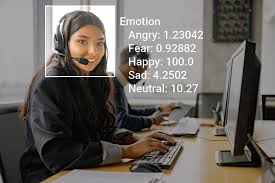 Emotion
Angry: 1.23042
Fear: 0.92882
Happy: 100.0
Sad: 4.2502
Neutral: 10.27